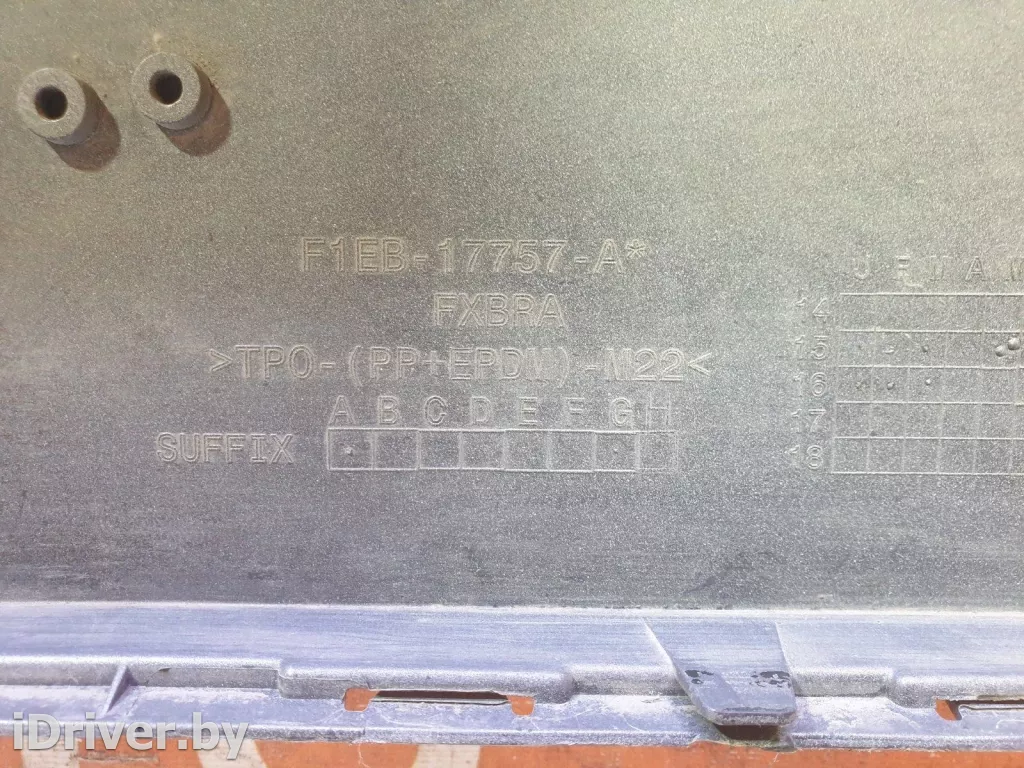 F1EB-17757-A*
FXBRA
>TPO-(PP+EPDM)-M22<
A B C D E F G H
SUFFIX
J F M A M
14
15
16
17
18
iDriver.by